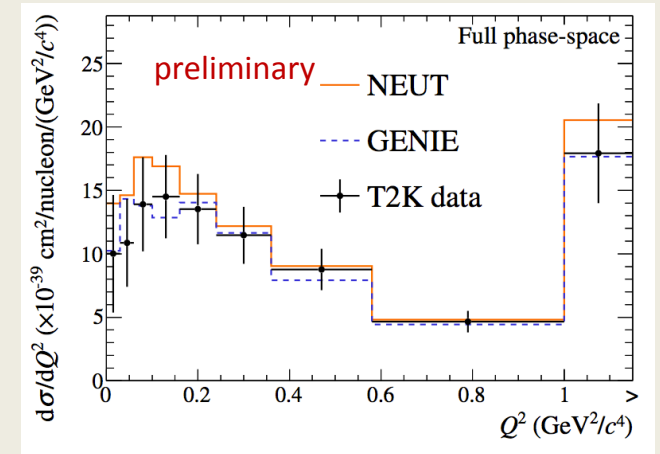 Full phase-space
preliminary
NEUT
GENIE
T2K data
25
20
15
10
5
0
0 0.2 0.4 0.6 0.8 1 >
Q² (GeV²/c⁴)
dσ/dQ² (×10⁻³⁹ cm²/nucleon/(GeV²/c⁴))